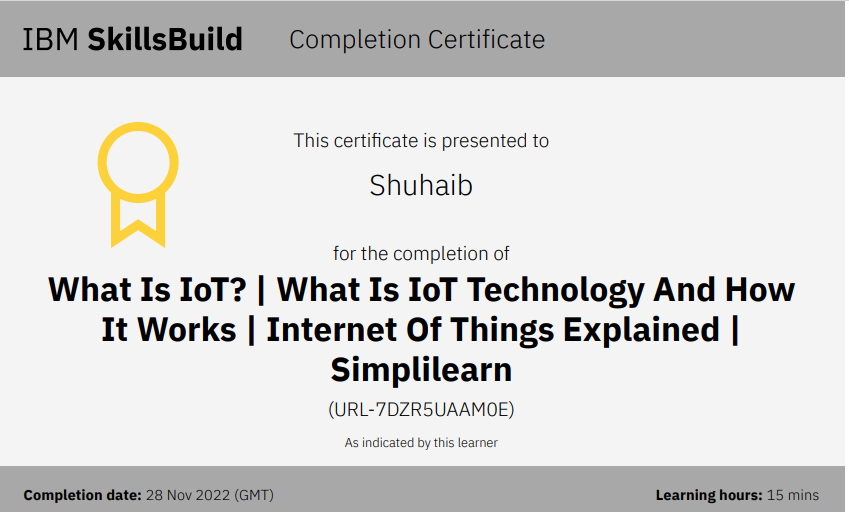 IBM SkillsBuild Completion Certificate
This certificate is presented to
Shuhaib
for the completion of
What Is IoT? | What Is IoT Technology And How
It Works | Internet Of Things Explained |
Simplilearn
(URL-7DZR5UAAM0E)
As indicated by this learner
Completion date: 28 Nov 2022 (GMT) Learning hours: 15 mins